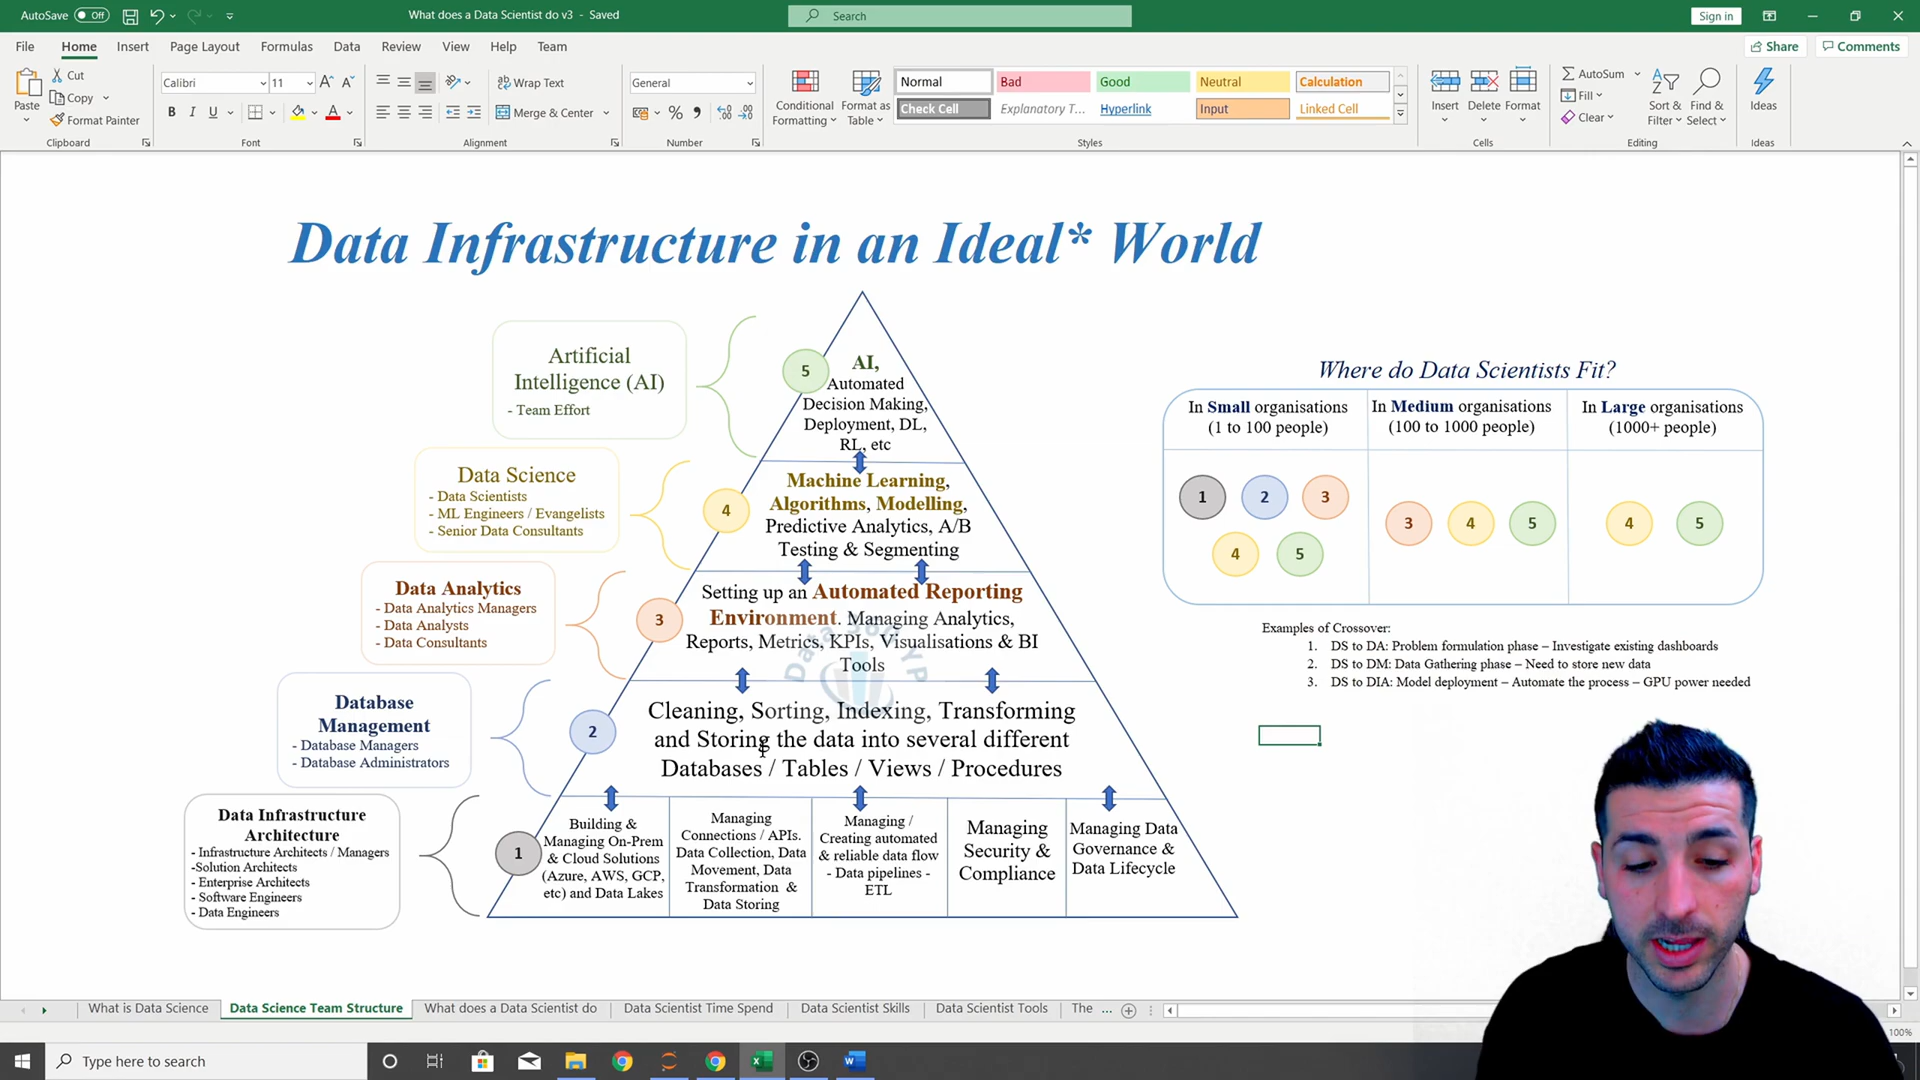 AutoSave Off
What does a Data Scientist do v3 - Saved
Search
Sign in
File Home Insert Page Layout Formulas Data Review View Help Team
Share Comments
Paste
Cut
Copy
Format Painter
Clipboard
Calibri 11
B I U
Font
Wrap Text
Merge & Center
Alignment
General
Number
Conditional Formatting
Format as Table
Normal Bad Good Neutral Calculation
Check Cell Explanatory T... Hyperlink Input Linked Cell
Styles
Insert Delete Format
Cells
AutoSum
Fill
Clear
Sort & Filter
Find & Select
Editing
Ideas
Ideas
Data Infrastructure in an Ideal* World
Artificial
Intelligence (AI)
- Team Effort
5
AI,
Automated
Decision Making,
Deployment, DL,
RL, etc
Data Science
- Data Scientists
- ML Engineers / Evangelists
- Senior Data Consultants
4
Machine Learning,
Algorithms, Modelling,
Predictive Analytics, A/B
Testing & Segmenting
Data Analytics
- Data Analytics Managers
- Data Analysts
- Data Consultants
3
Setting up an Automated Reporting
Environment. Managing Analytics,
Reports, Metrics, KPIs, Visualisations & BI
Tools
Data 360 YP
Database
Management
- Database Managers
- Database Administrators
2
Cleaning, Sorting, Indexing, Transforming
and Storing the data into several different
Databases / Tables / Views / Procedures
Data Infrastructure
Architecture
- Infrastructure Architects / Managers
-Solution Architects
- Enterprise Architects
- Software Engineers
- Data Engineers
1
Building &
Managing On-Prem
& Cloud Solutions
(Azure, AWS, GCP,
etc) and Data Lakes
Managing
Connections / APIs.
Data Collection, Data
Movement, Data
Transformation &
Data Storing
Managing /
Creating automated
& reliable data flow
- Data pipelines -
ETL
Managing
Security &
Compliance
Managing Data
Governance &
Data Lifecycle
Where do Data Scientists Fit?
In Small organisations
(1 to 100 people)
In Medium organisations
(100 to 1000 people)
In Large organisations
(1000+ people)
1 2 3
4 5
3 4 5
4 5
Examples of Crossover:
1. DS to DA: Problem formulation phase – Investigate existing dashboards
2. DS to DM: Data Gathering phase – Need to store new data
3. DS to DIA: Model deployment – Automate the process – GPU power needed
What is Data Science Data Science Team Structure What does a Data Scientist do Data Scientist Time Spend Data Scientist Skills Data Scientist Tools The ...
100%
Type here to search